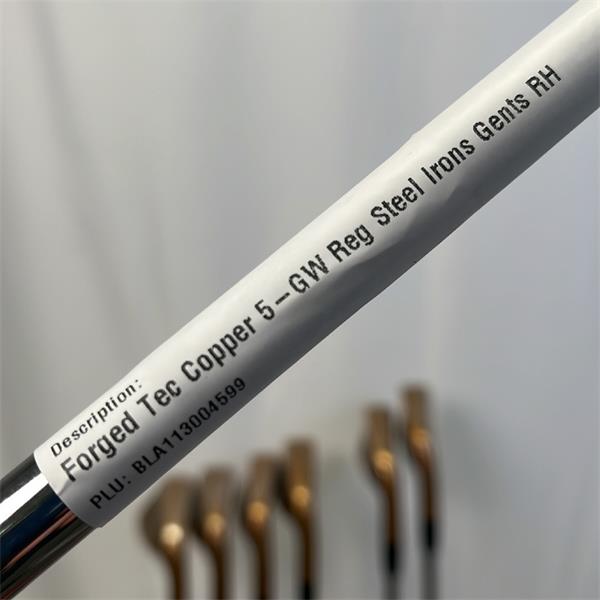 Description:
Forged Tec Copper 5-GW Reg Steel Irons Gents RH
PLU: BLA113004599